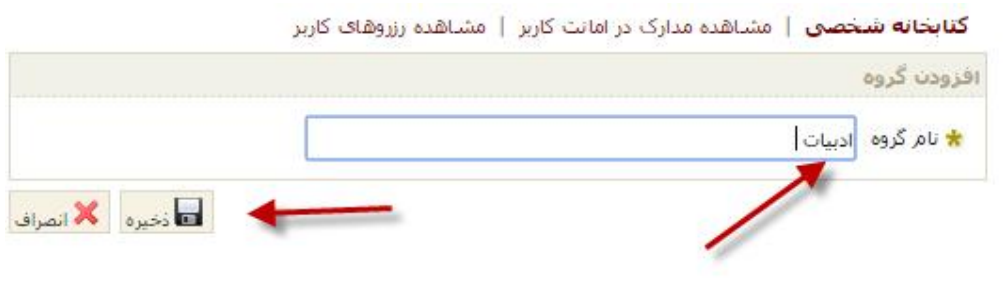 کتابخانه شخصی | مشاهده مدارک در امانت کاربر | مشاهده رزروهای کاربر
افزودن گروه
نام گروه ادبیات
ذخیره انصراف